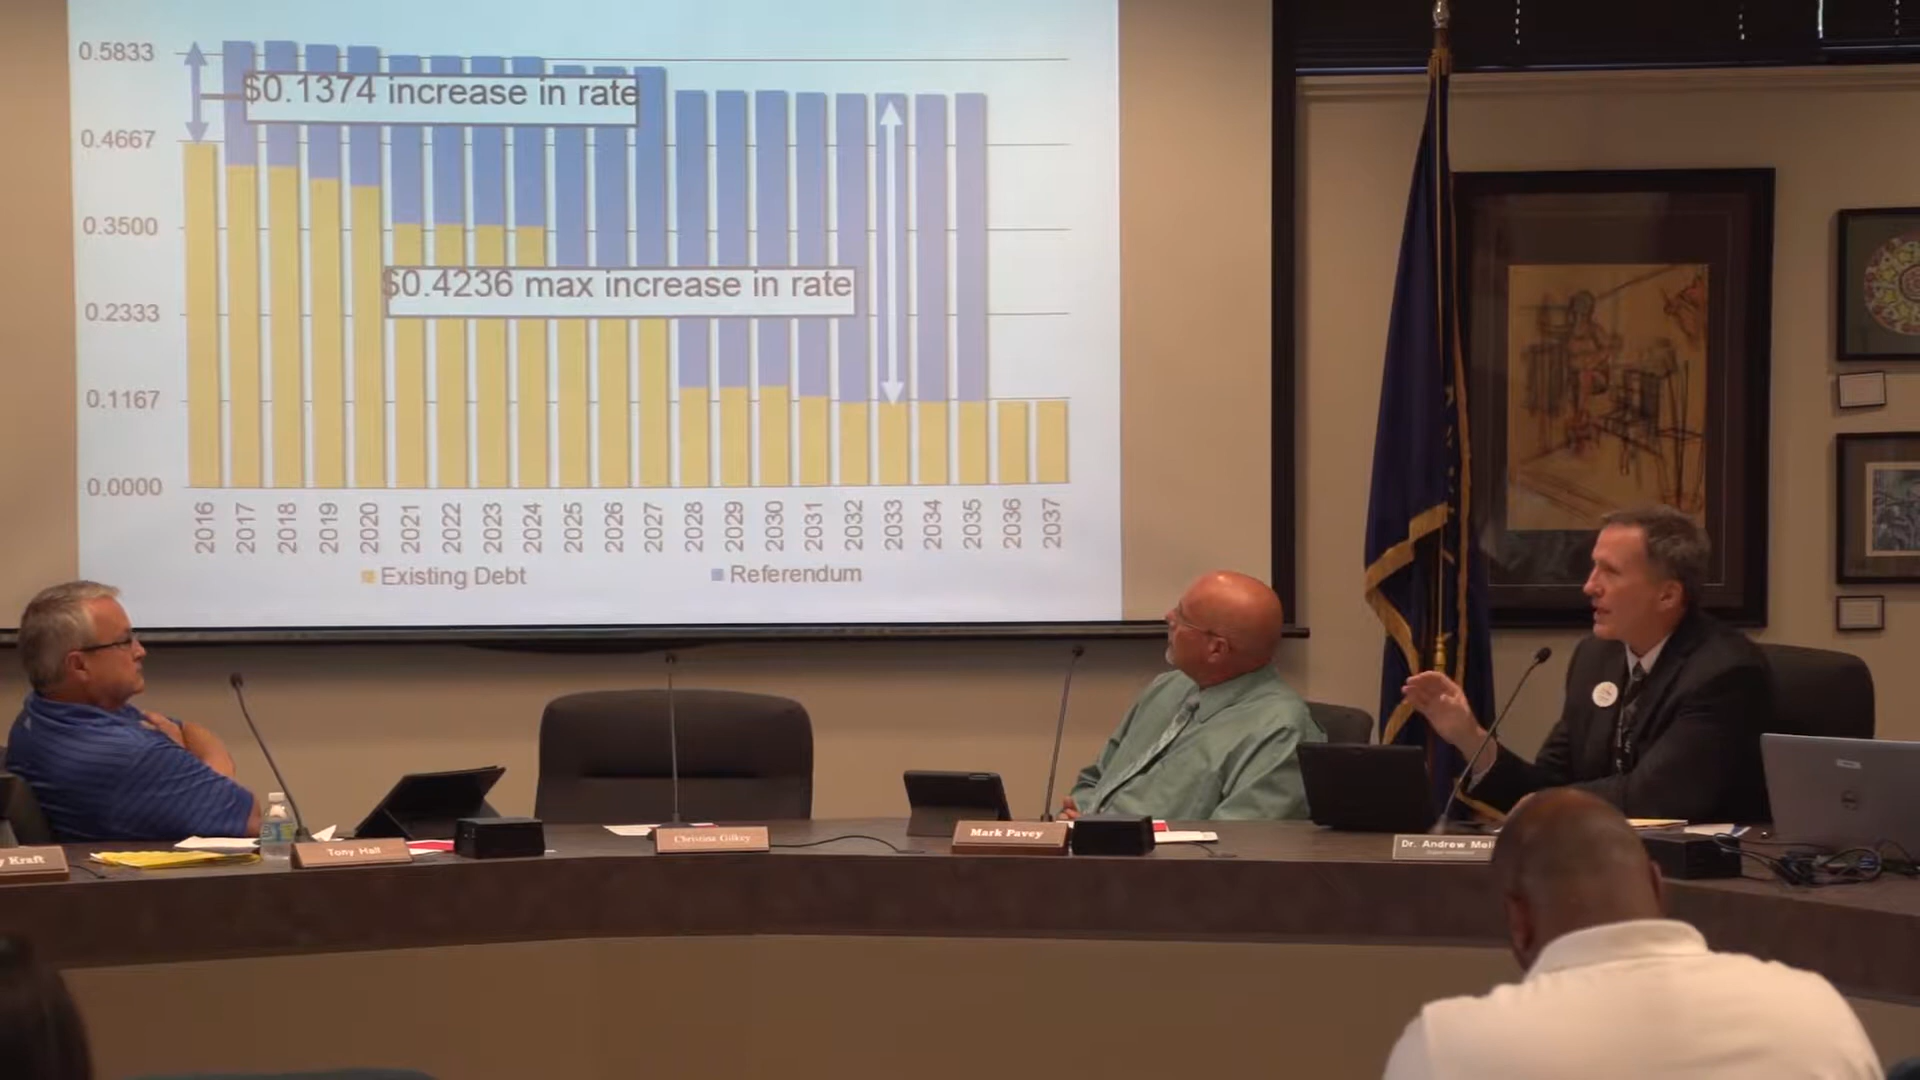 0.5833
$0.1374 increase in rate
0.4667
0.3500
$0.4236 max increase in rate
0.2333
0.1167
0.0000
2016 2017 2018 2019 2020 2021 2022 2023 2024 2025 2026 2027 2028 2029 2030 2031 2032 2033 2034 2035 2036 2037
Existing Debt Referendum
y Kraft
Tony Hall
Christine Gilkey
Mark Pavey
Dr. Andrew
DELL